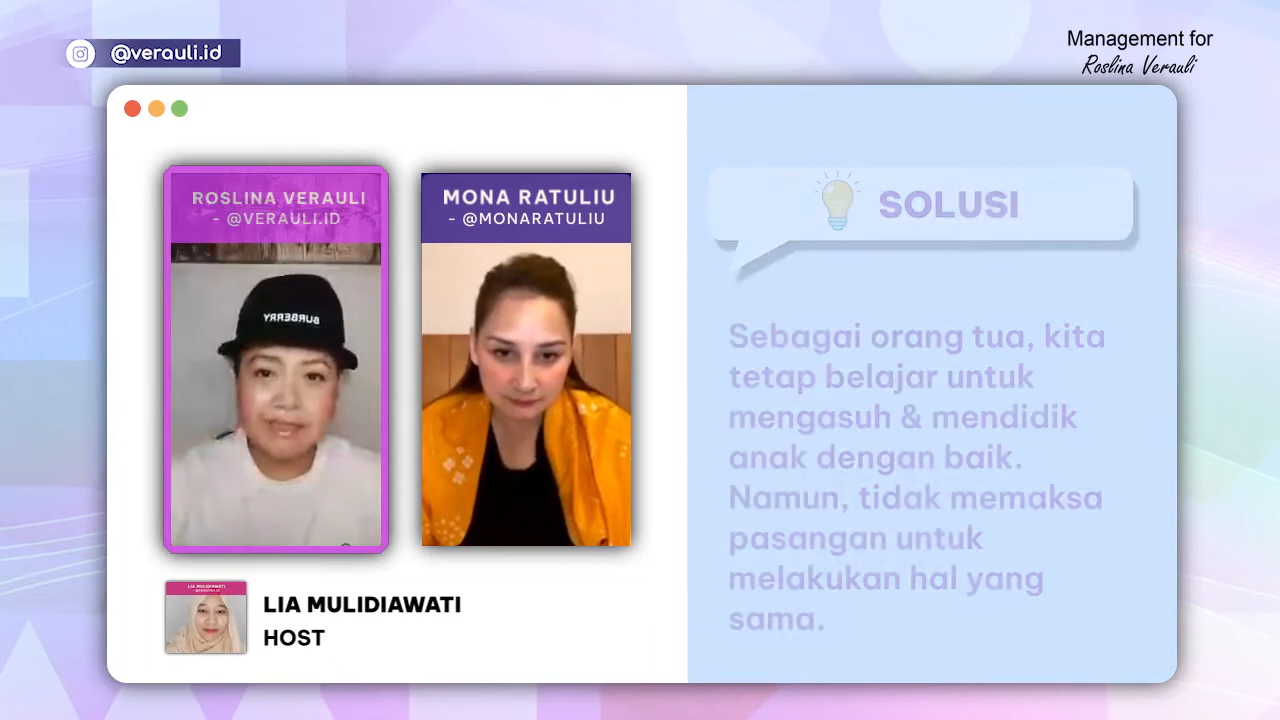 @verauli.id
Management for
Roslina Verauli
ROSLINA VERAULI
- @VERAULI.ID
MONA RATULIU
- @MONARATULIU
BURBERRY
LIA MULIDIAWATI
LIA MULIDIAWATI
HOST
SOLUSI
Sebagai orang tua, kita
tetap belajar untuk
mengasuh & mendidik
anak dengan baik.
Namun, tidak memaksa
pasangan untuk
melakukan hal yang
sama.